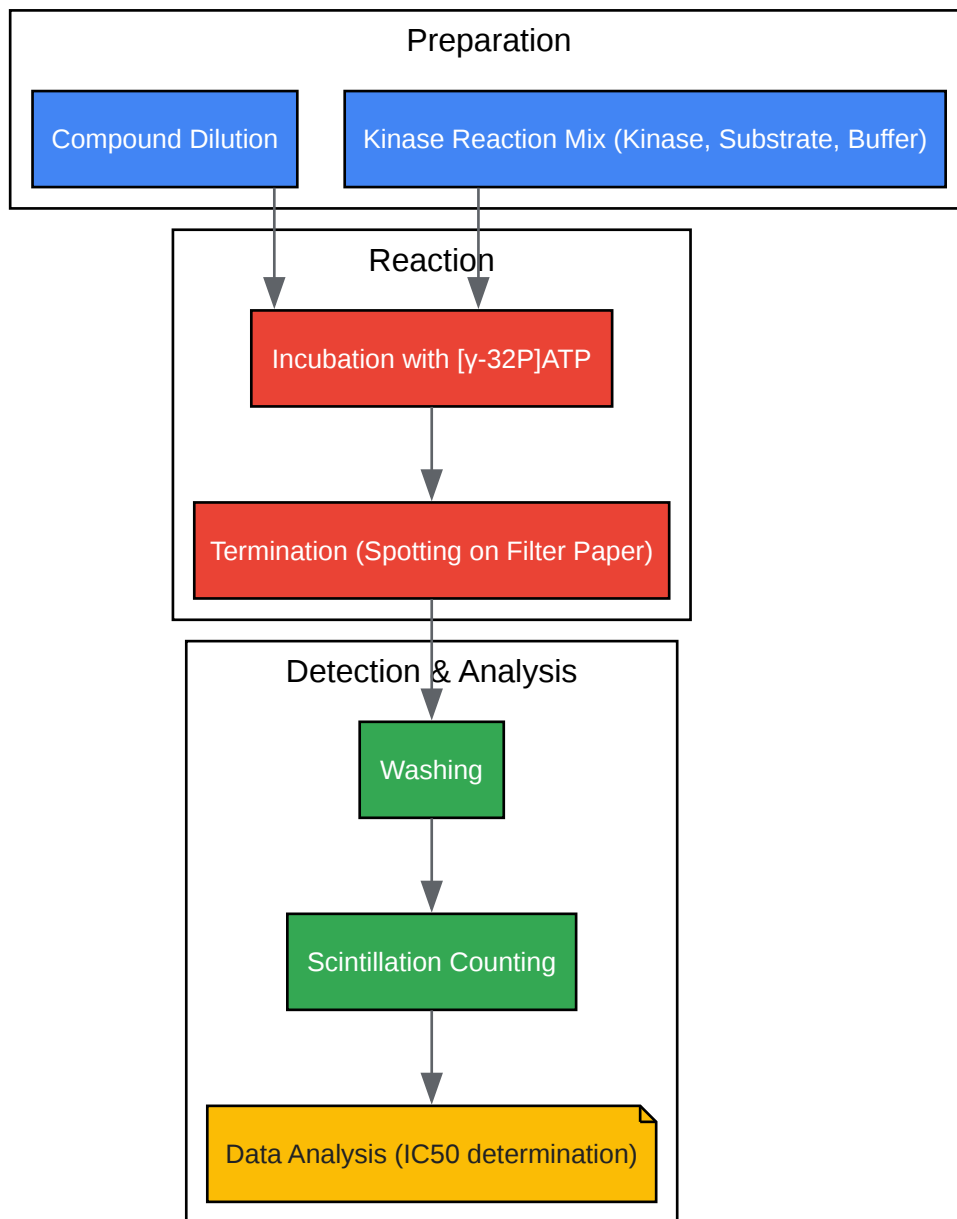 Preparation
Compound Dilution
Kinase Reaction Mix (Kinase, Substrate, Buffer)
Reaction
Incubation with [γ-32P]ATP
Termination (Spotting on Filter Paper)
Detection & Analysis
Washing
Scintillation Counting
Data Analysis (IC50 determination)